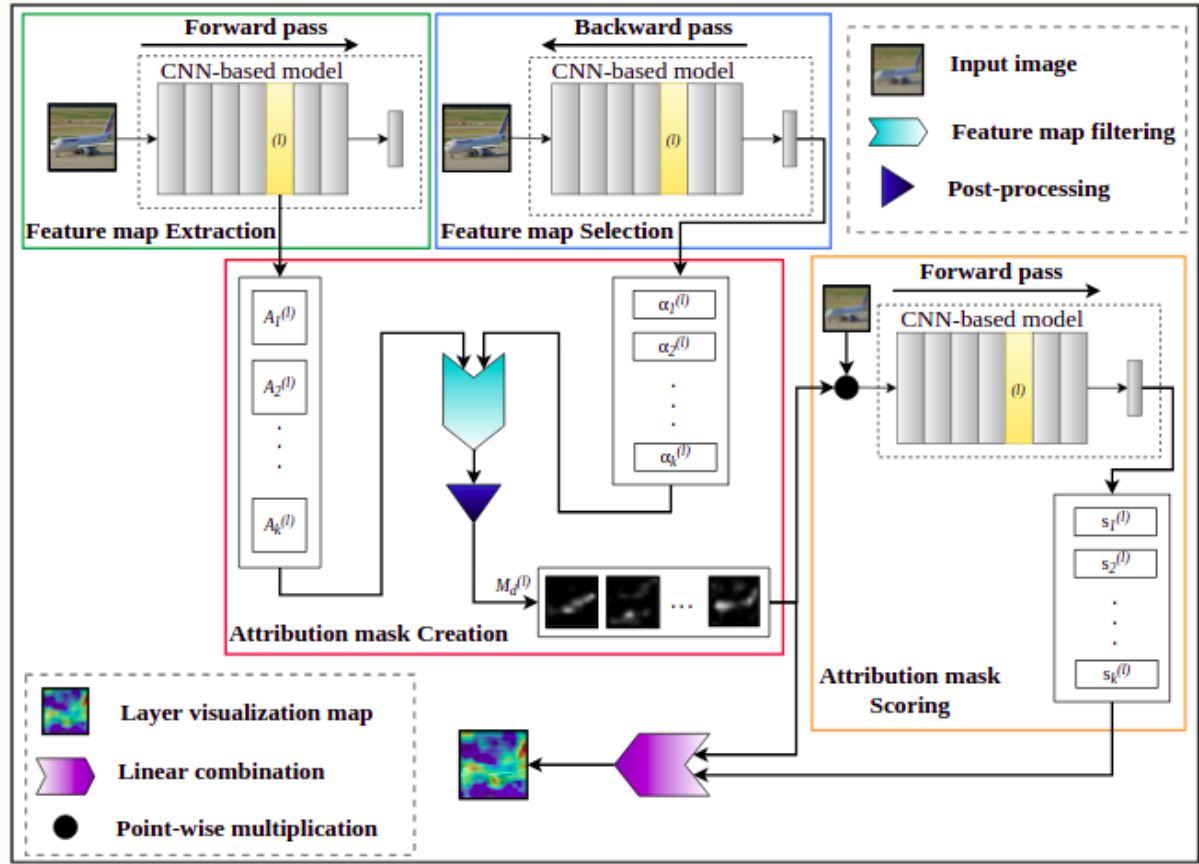 Forward pass
CNN-based model
(l)
Feature map Extraction
Backward pass
CNN-based model
(l)
Feature map Selection
Input image
Feature map filtering
Post-processing
A₁⁽ˡ⁾
A₂⁽ˡ⁾
.
.
.
Aₖ⁽ˡ⁾
α₁⁽ˡ⁾
α₂⁽ˡ⁾
.
.
.
αₖ⁽ˡ⁾
M_d⁽ˡ⁾
...
Attribution mask Creation
Forward pass
CNN-based model
(l)
s₁⁽ˡ⁾
s₂⁽ˡ⁾
.
.
.
sₖ⁽ˡ⁾
Attribution mask
Scoring
Layer visualization map
Linear combination
Point-wise multiplication